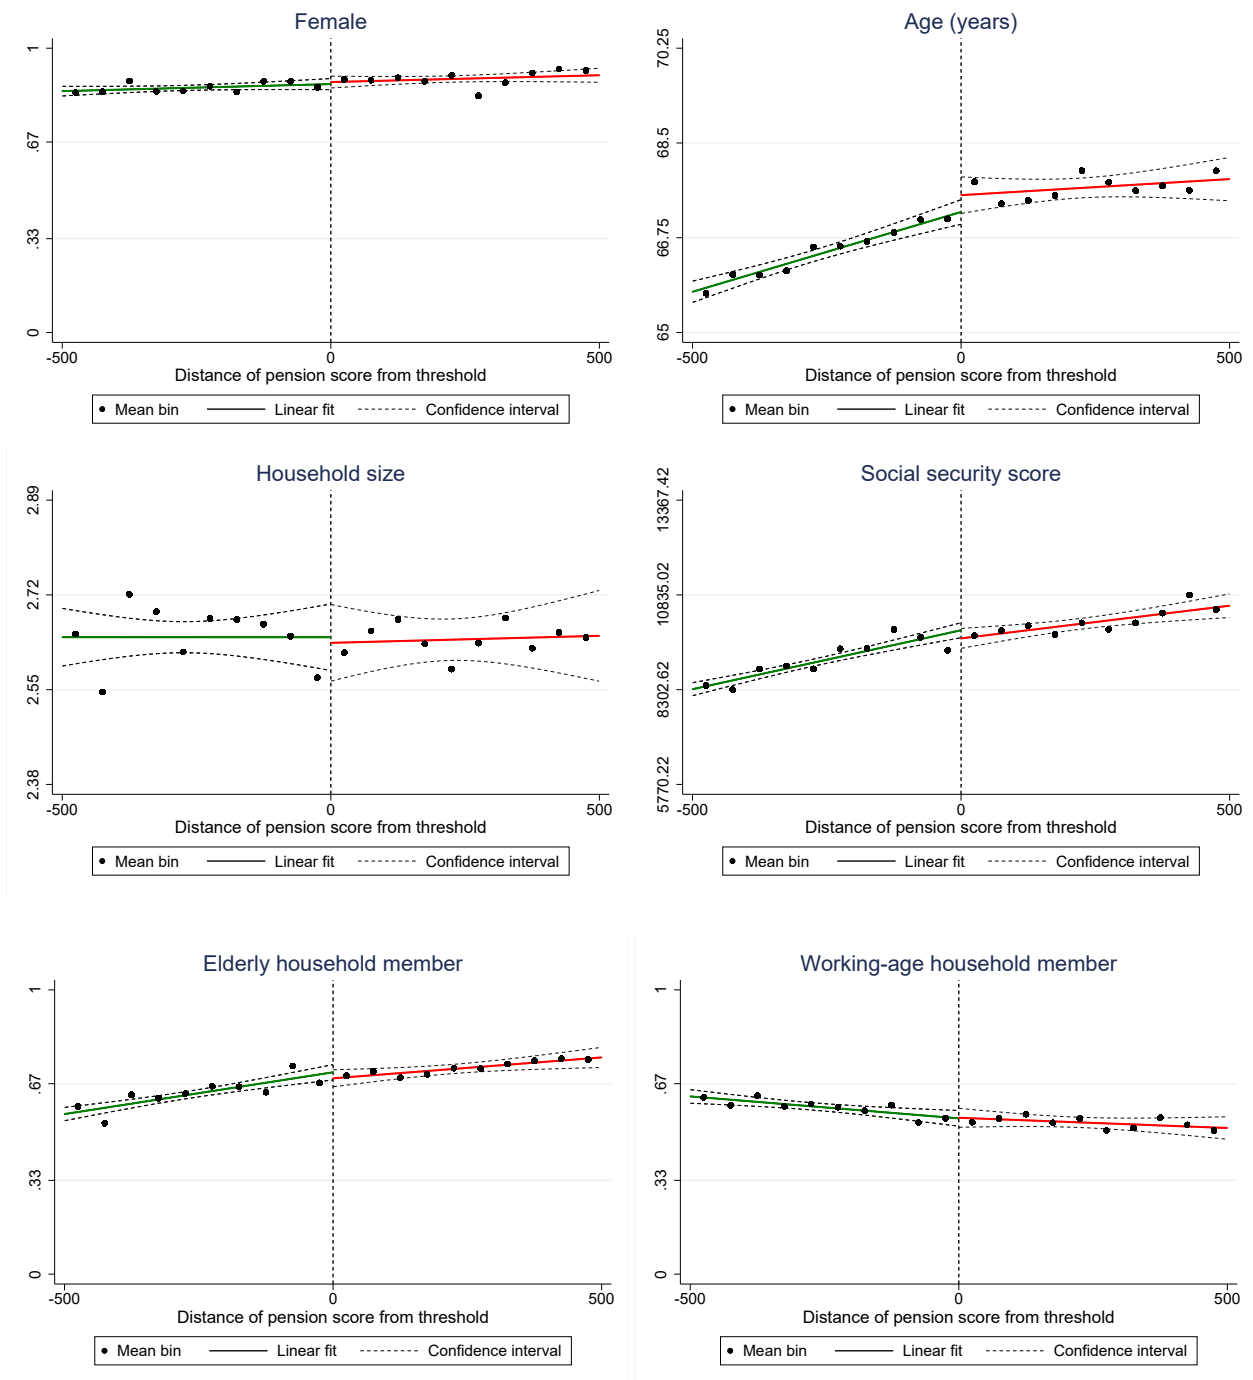 Female
1
.67
.33
0
-500 0 500
Distance of pension score from threshold
Mean bin Linear fit Confidence interval
Age (years)
70.25
68.5
66.75
65
-500 0 500
Distance of pension score from threshold
Mean bin Linear fit Confidence interval
Household size
2.89
2.72
2.55
2.38
-500 0 500
Distance of pension score from threshold
Mean bin Linear fit Confidence interval
Social security score
13367.42
10835.02
8302.62
5770.22
-500 0 500
Distance of pension score from threshold
Mean bin Linear fit Confidence interval
Elderly household member
1
.67
.33
0
-500 0 500
Distance of pension score from threshold
Mean bin Linear fit Confidence interval
Working-age household member
1
.67
.33
0
-500 0 500
Distance of pension score from threshold
Mean bin Linear fit Confidence interval